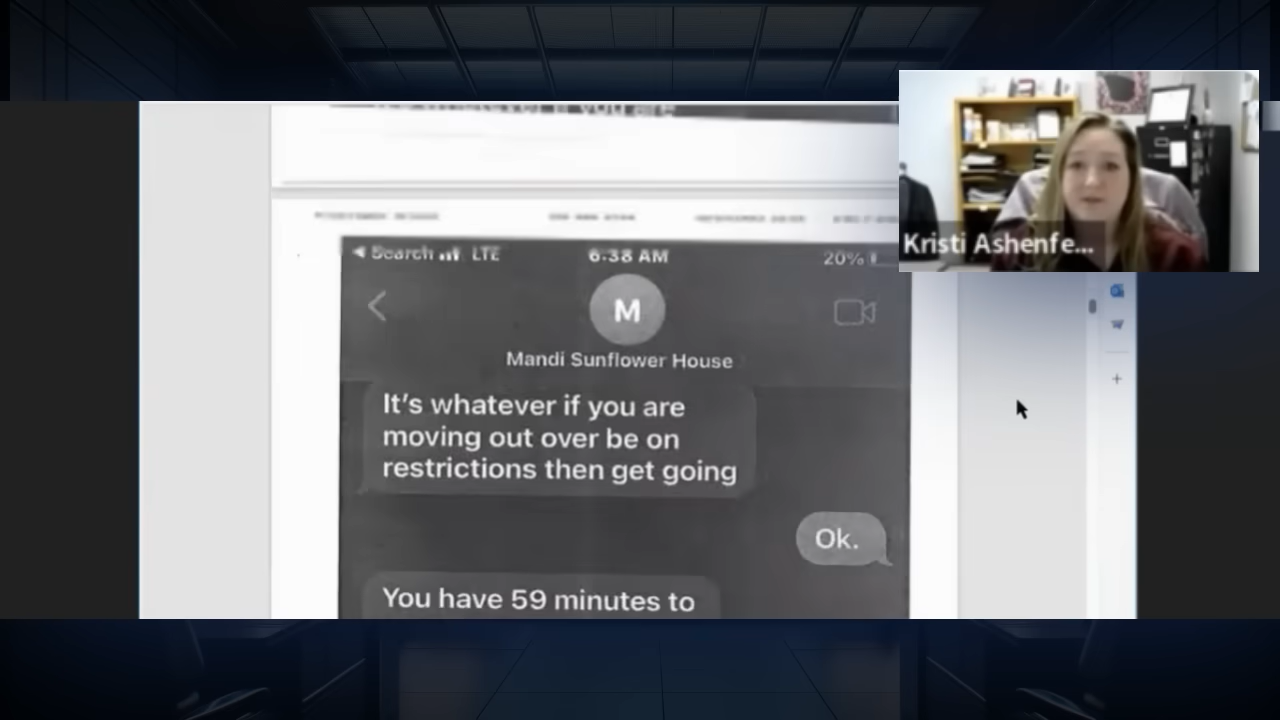 Search LTE
6:38 AM
20%
M
Mandi Sunflower House
It's whatever if you are
moving out over be on
restrictions then get going
Ok.
You have 59 minutes to
Kristi Ashenfe...